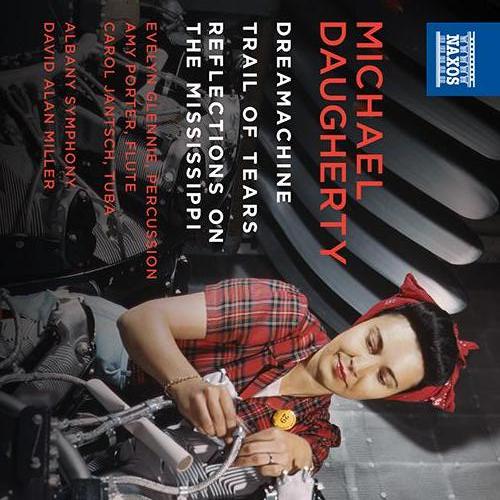 NAXOS
MICHAEL
DAUGHERTY
DREAMACHINE
TRAIL OF TEARS
REFLECTIONS ON
THE MISSISSIPPI
EVELYN GLENNIE, PERCUSSION
AMY PORTER, FLUTE
CAROL JANTSCH, TUBA
ALBANY SYMPHONY
DAVID ALAN MILLER